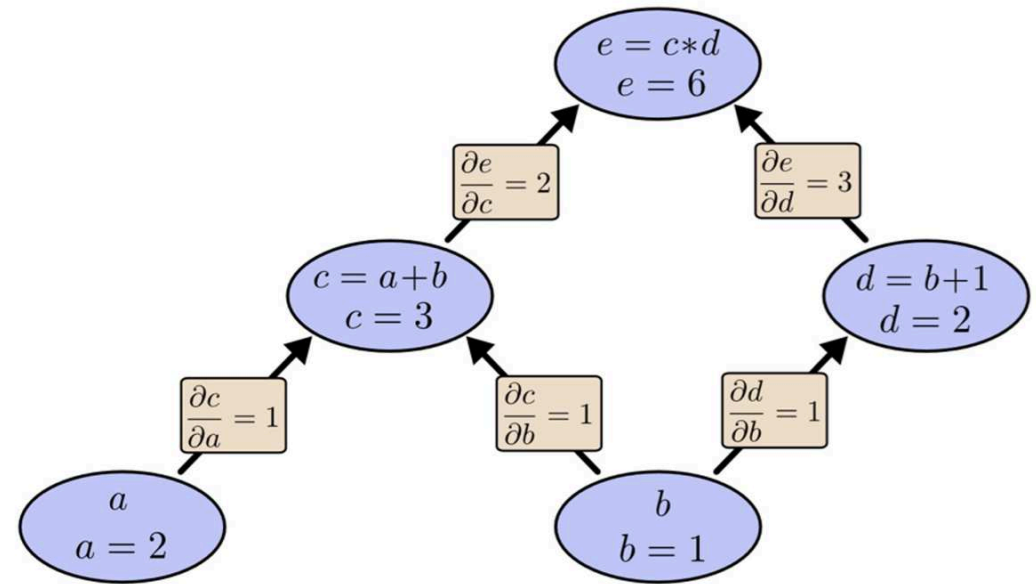 e = c*d
e = 6
∂e/∂c = 2
∂e/∂d = 3
c = a+b
c = 3
d = b+1
d = 2
∂c/∂a = 1
∂c/∂b = 1
∂d/∂b = 1
a
a = 2
b
b = 1